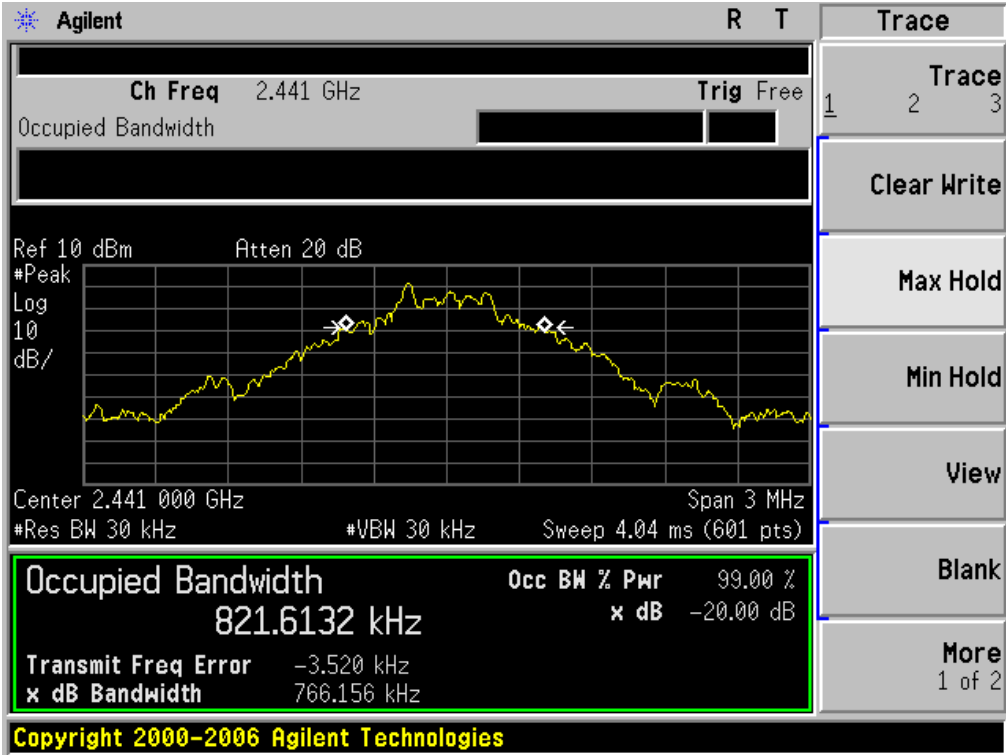 Agilent R T Trace
Ch Freq 2.441 GHz Trig Free
Occupied Bandwidth
Trace
1 2 3
Clear Write
Max Hold
Min Hold
View
Blank
More
1 of 2
Ref 10 dBm Atten 20 dB
#Peak
Log
10
dB/
Center 2.441 000 GHz Span 3 MHz
#Res BW 30 kHz #VBW 30 kHz Sweep 4.04 ms (601 pts)
Occupied Bandwidth Occ BW % Pwr 99.00 %
821.6132 kHz x dB -20.00 dB
Transmit Freq Error -3.520 kHz
x dB Bandwidth 766.156 kHz
Copyright 2000-2006 Agilent Technologies